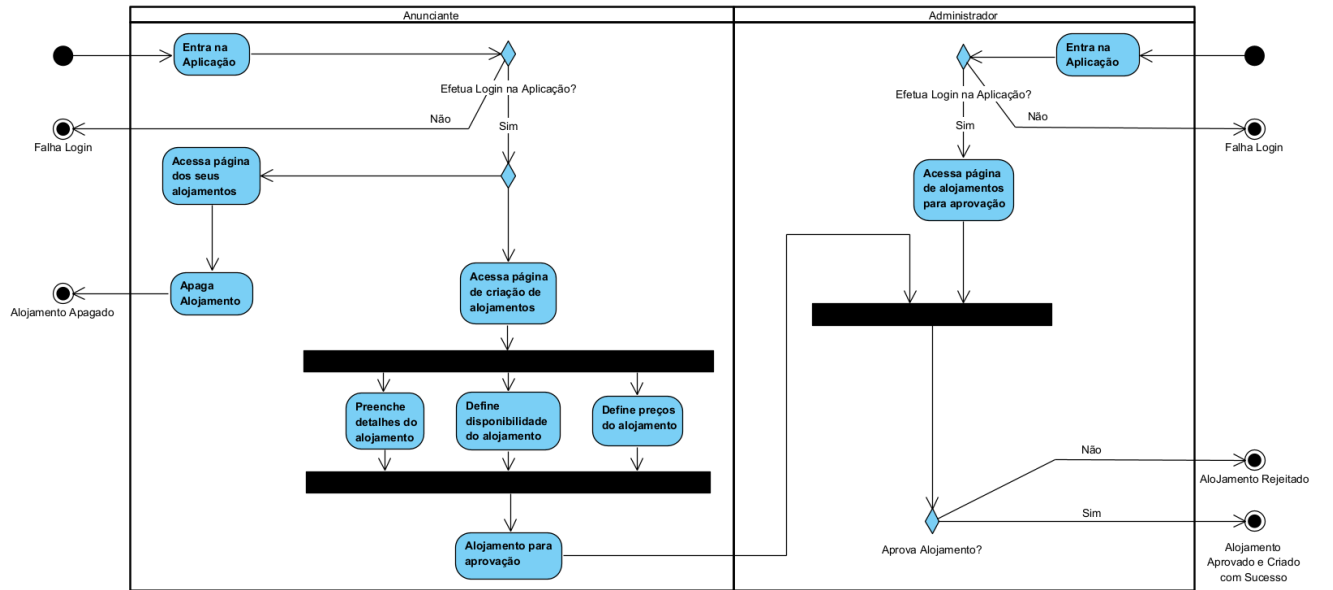 Anunciante
Administrador
Entra na
Aplicação
Efetua Login na Aplicação?
Não
Sim
Falha Login
Acessa página
dos seus
alojamentos
Apaga
Alojamento
Alojamento Apagado
Acessa página
de criação de
alojamentos
Preenche
detalhes do
alojamento
Define
disponibilidade
do alojamento
Define preços
do alojamento
Alojamento para
aprovação
Entra na
Aplicação
Efetua Login na Aplicação?
Não
Sim
Falha Login
Acessa página
de alojamentos
para aprovação
Aprova Alojamento?
Não
AloJamento Rejeitado
Sim
Alojamento
Aprovado e Criado
com Sucesso